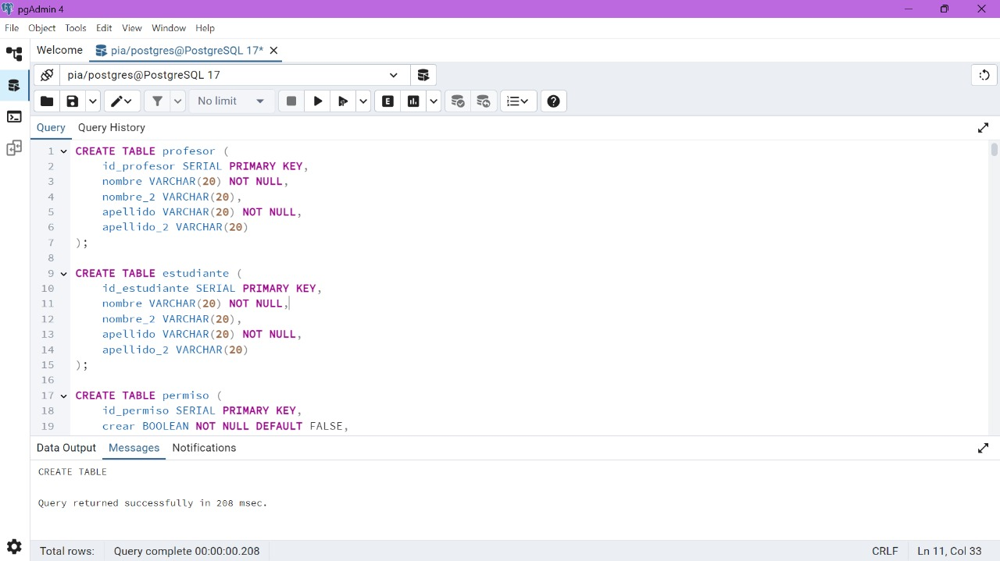 pgAdmin 4
File Object Tools Edit View Window Help
Welcome pia/postgres@PostgreSQL 17*
pia/postgres@PostgreSQL 17
No limit
Query Query History
1 CREATE TABLE profesor (
2 id_profesor SERIAL PRIMARY KEY,
3 nombre VARCHAR(20) NOT NULL,
4 nombre_2 VARCHAR(20),
5 apellido VARCHAR(20) NOT NULL,
6 apellido_2 VARCHAR(20)
7 );
8
9 CREATE TABLE estudiante (
10 id_estudiante SERIAL PRIMARY KEY,
11 nombre VARCHAR(20) NOT NULL,
12 nombre_2 VARCHAR(20),
13 apellido VARCHAR(20) NOT NULL,
14 apellido_2 VARCHAR(20)
15 );
16
17 CREATE TABLE permiso (
18 id_permiso SERIAL PRIMARY KEY,
19 crear BOOLEAN NOT NULL DEFAULT FALSE,
Data Output Messages Notifications
CREATE TABLE
Query returned successfully in 208 msec.
Total rows: Query complete 00:00:00.208 CRLF Ln 11, Col 33